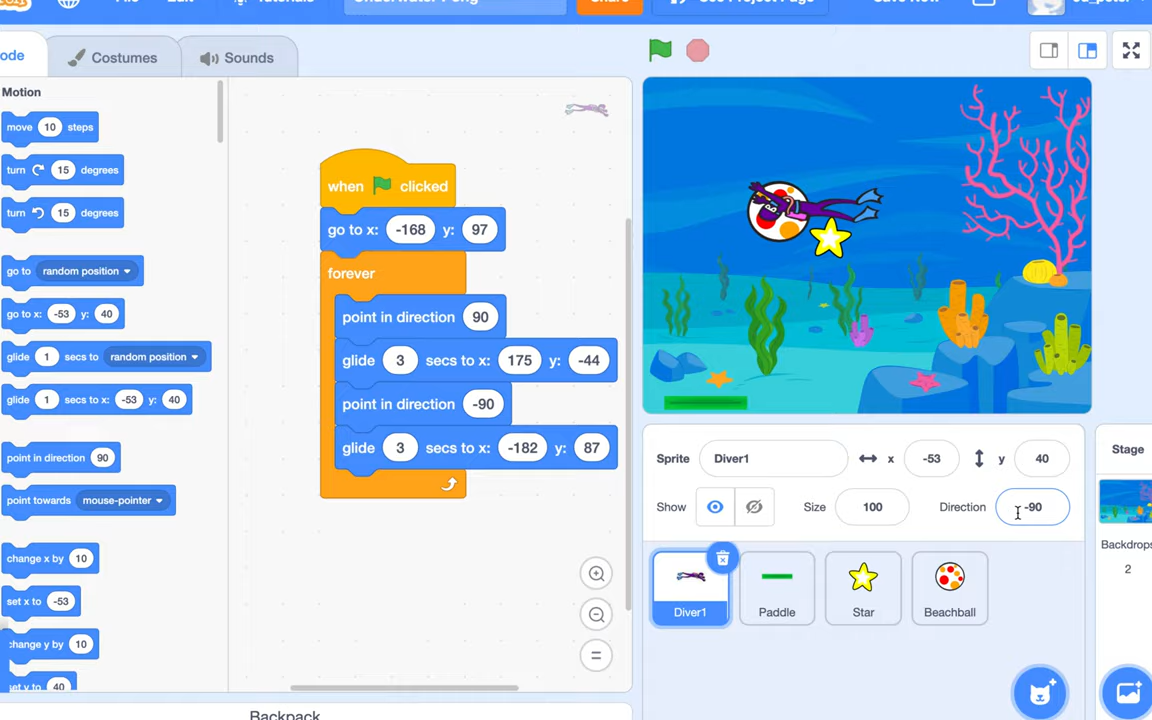 ode
Costumes
Sounds
Motion
move 10 steps
turn 15 degrees
turn 15 degrees
go to random position
go to x: -53 y: 40
glide 1 secs to random position
glide 1 secs to x: -53 y: 40
point in direction 90
point towards mouse-pointer
change x by 10
set x to -53
change y by 10
set y to 40
when clicked
go to x: -168 y: 97
forever
point in direction 90
glide 3 secs to x: 175 y: -44
point in direction -90
glide 3 secs to x: -182 y: 87
Backpack
Sprite Diver1 x -53 y 40
Show Size 100 Direction -90
Diver1
Paddle
Star
Beachball
Stage
Backdrops
2